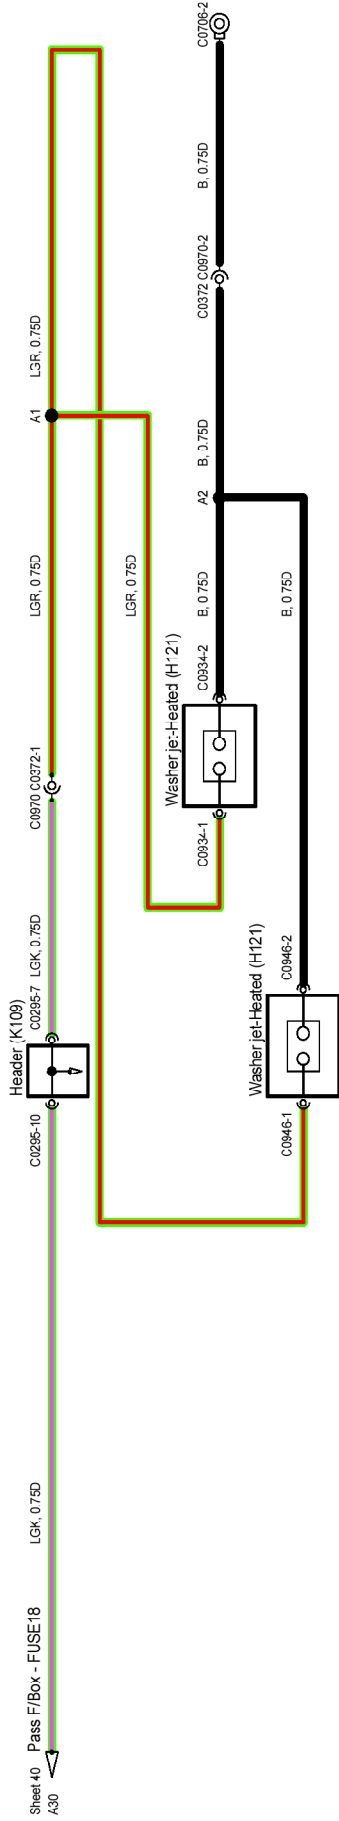 Sheet 40 Pass F/Box - FUSE18
A30
LGK, 0.75D
C0295-10
Header (K109)
C0295-7
LGK, 0.75D
C0970 C0372-1
LGR, 0.75D
A1
LGR, 0.75D
LGR, 0.75D
C0934-1
Washer jet-Heated (H121)
C0934-2
B, 0.75D
A2
B, 0.75D
C0372 C0970-2
B, 0.75D
C0706-2
C0946-1
Washer jet-Heated (H121)
C0946-2
B, 0.75D